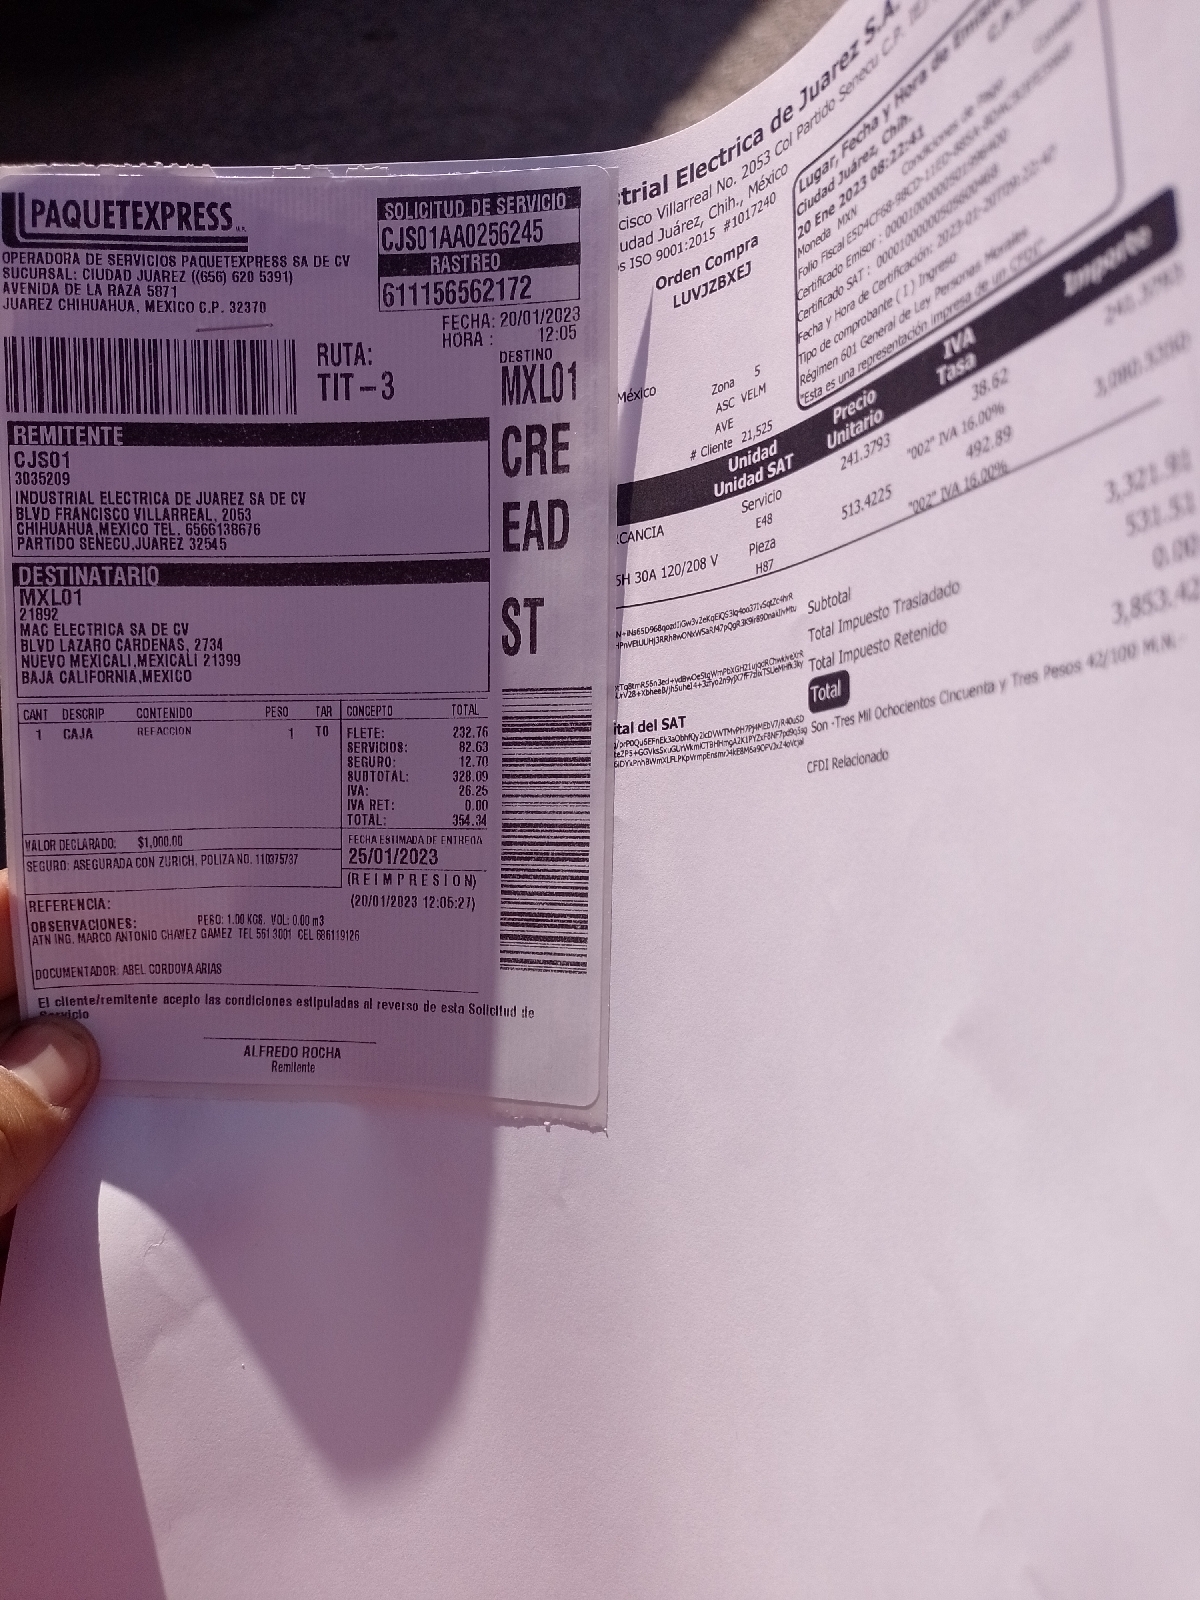 PAQUETEXPRESS
OPERADORA DE SERVICIOS PAQUETEXPRESS SA DE CV
SUCURSAL: CIUDAD JUAREZ ((656) 620 5391)
AVENIDA DE LA RAZA 5871
JUAREZ CHIHUAHUA, MEXICO C.P. 32370
SOLICITUD DE SERVICIO
CJS01AA0256245
RASTREO
611156562172
FECHA: 20/01/2023
HORA : 12:05
RUTA:
TIT-3
DESTINO
MXL01
CRE
EAD
ST
REMITENTE
CJS01
3035209
INDUSTRIAL ELECTRICA DE JUAREZ SA DE CV
BLVD FRANCISCO VILLARREAL, 2053
CHIHUAHUA,MEXICO TEL. 6566138676
PARTIDO SENECU,JUAREZ 32545
DESTINATARIO
MXL01
21892
MAC ELECTRICA SA DE CV
BLVD LAZARO CARDENAS, 2734
NUEVO MEXICALI,MEXICALI 21399
BAJA CALIFORNIA,MEXICO
CANT DESCRIP CONTENIDO PESO TAR CONCEPTO TOTAL
1 CAJA REFACCION 1 T0
FLETE: 232.76
SERVICIOS: 82.63
SEGURO: 12.70
SUBTOTAL: 328.09
IVA: 26.25
IVA RET: 0.00
TOTAL: 354.34
VALOR DECLARADO: $1,000.00
SEGURO: ASEGURADA CON ZURICH, POLIZA NO. 110375737
FECHA ESTIMADA DE ENTREGA
25/01/2023
(REIMPRESION)
(20/01/2023 12:05:27)
REFERENCIA:
OBSERVACIONES: PESO: 1.00 KGS, VOL: 0.00 m3
ATN ING. MARCO ANTONIO CHAVEZ GAMEZ TEL 551 3001 CEL 686119126
DOCUMENTADOR: ABEL CORDOVA ARIAS
El cliente/remitente acepto las condiciones estipuladas al reverso de esta Solicitud de
Servicio
ALFREDO ROCHA
Remitente
strial Electrica de Juarez S.A.
cisco Villarreal No. 2053 Col Partido Senecu C.P.
udad Juárez, Chih., México
s ISO 9001:2015 #1017240
Orden Compra
LUVJZBXEJ
Lugar, Fecha y Hora de
Ciudad Juárez, Chih.
20 Ene 2023 08:22:41
Condiciones de Pago
Moneda MXN
Folio Fiscal
Certificado Emisor :
Certificado SAT :
Fecha y Hora de Certificación:
Tipo de comprobante ( I ) Ingreso
Régimen 601 General de Ley Personas Morales
"Esta es una representación impresa de un CFDI"
México
Zona 5
ASC VELM
AVE
# Cliente 21,525
Unidad
Unidad SAT
Precio
Unitario
IVA
Tasa
Importe
CANCIA
Servicio
E48
241.3793
38.62
"002" IVA 16.00%
5H 30A 120/208 V
Pieza
H87
513.4225
492.89
"002" IVA 16.00%
Subtotal 3,321.91
Total Impuesto Trasladado 531.51
Total Impuesto Retenido 0.00
Total 3,853.42
Son -Tres Mil Ochocientos Cincuenta y Tres Pesos 42/100 M.N.-
ital del SAT
CFDI Relacionado